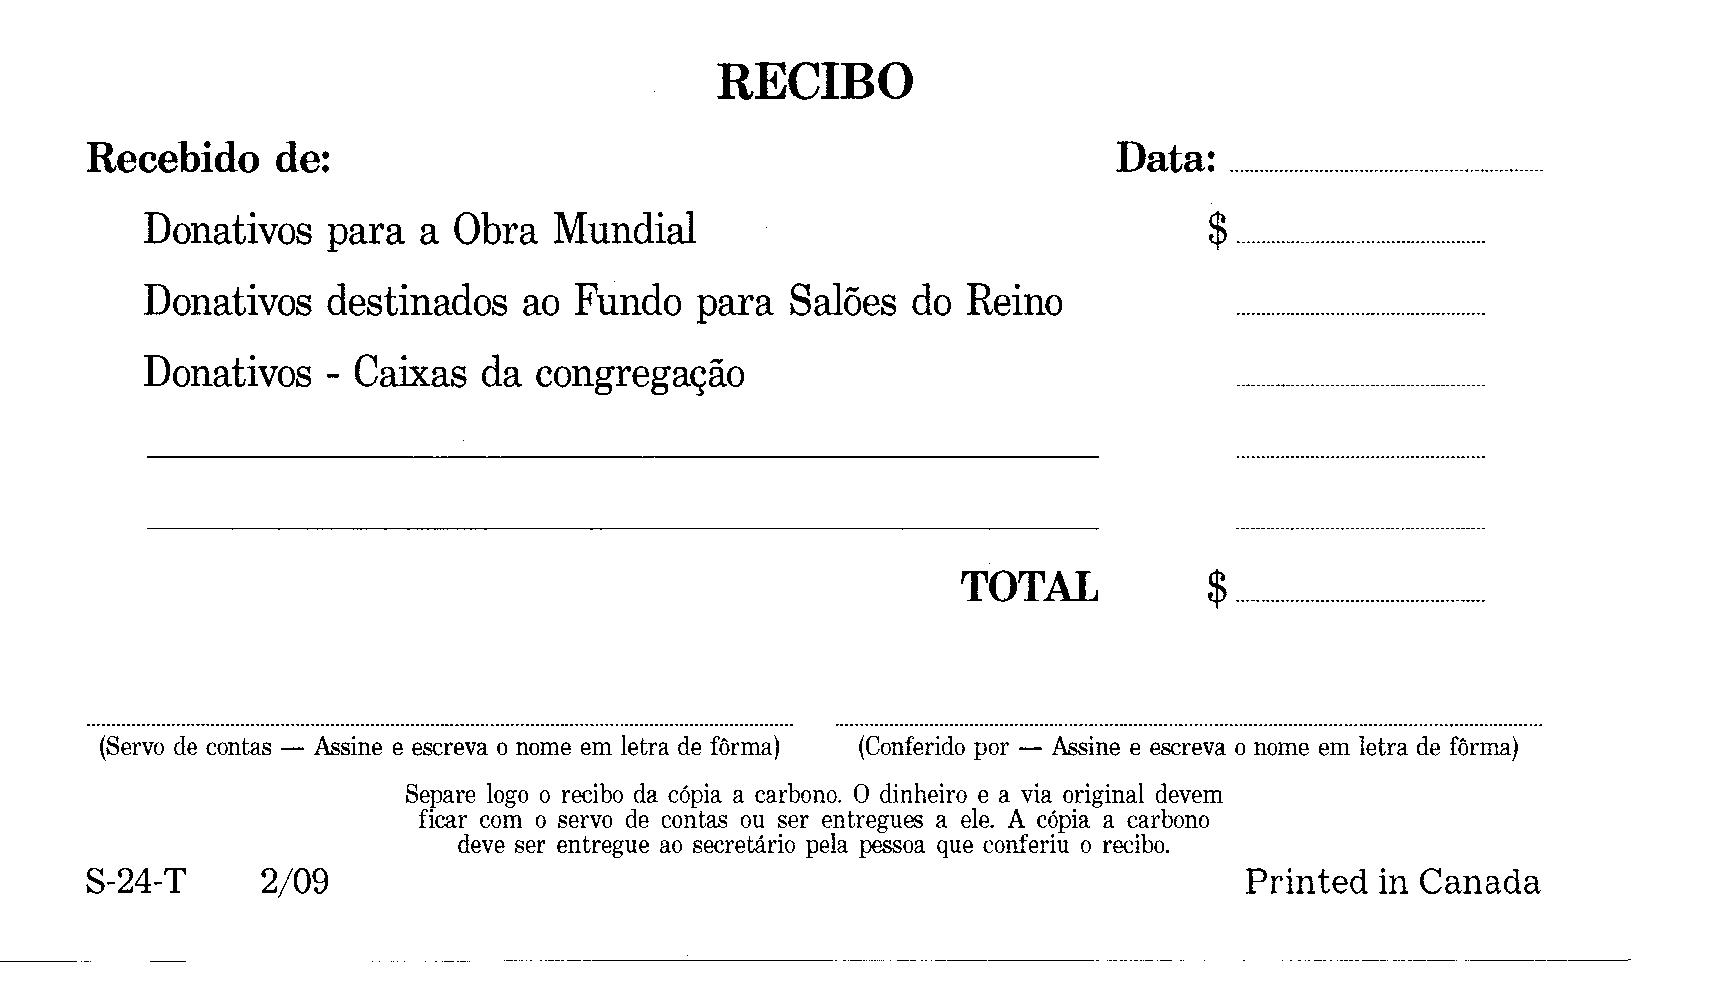 RECIBO
Recebido de: Data:
Donativos para a Obra Mundial $
Donativos destinados ao Fundo para Salões do Reino
Donativos - Caixas da congregação
TOTAL $
(Servo de contas — Assine e escreva o nome em letra de fôrma) (Conferido por — Assine e escreva o nome em letra de fôrma)
Separe logo o recibo da cópia a carbono. O dinheiro e a via original devem
ficar com o servo de contas ou ser entregues a ele. A cópia a carbono
deve ser entregue ao secretário pela pessoa que conferiu o recibo.
S-24-T 2/09 Printed in Canada